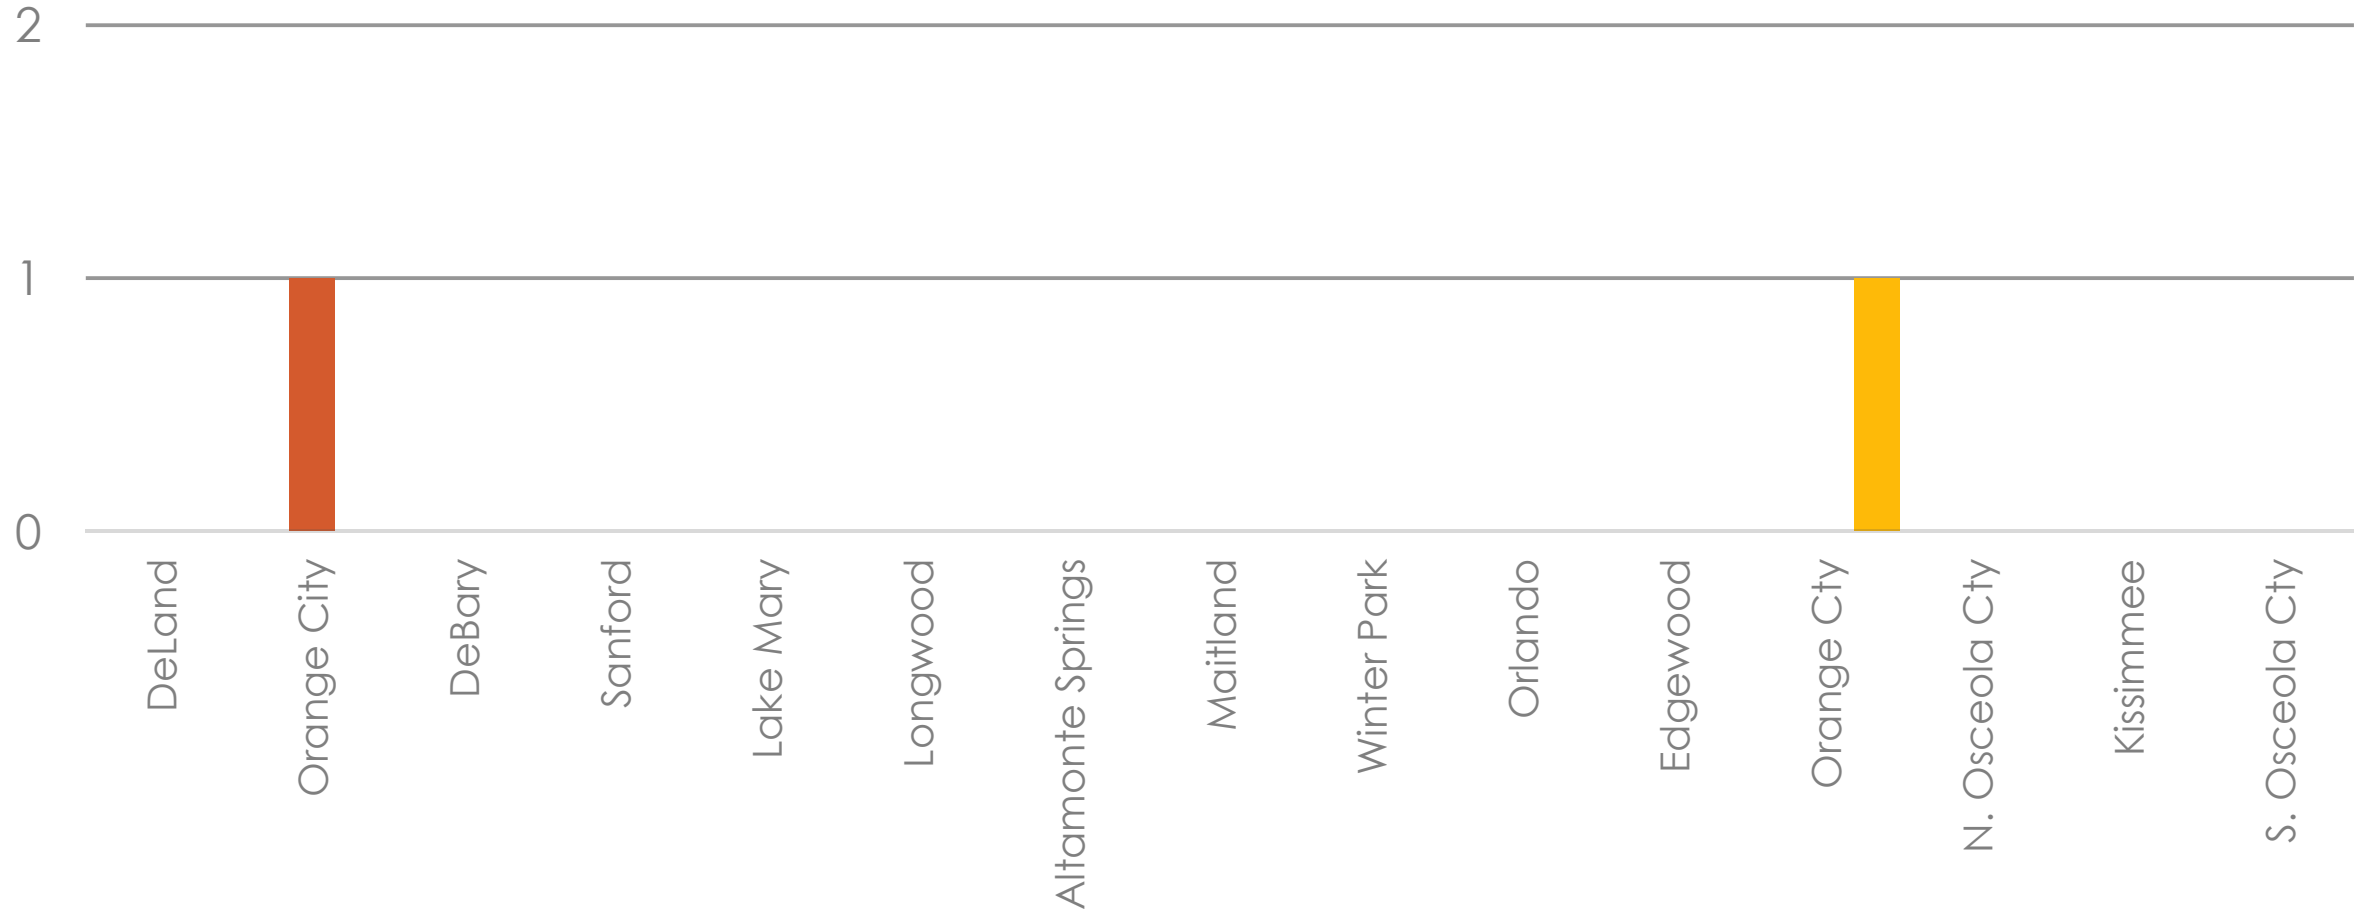 2
1
0
DeLand
Orange City
DeBary
Sanford
Lake Mary
Longwood
Altamonte Springs
Maitland
Winter Park
Orlando
Edgewood
Orange Cty
N. Osceola Cty
Kissimmee
S. Osceola Cty